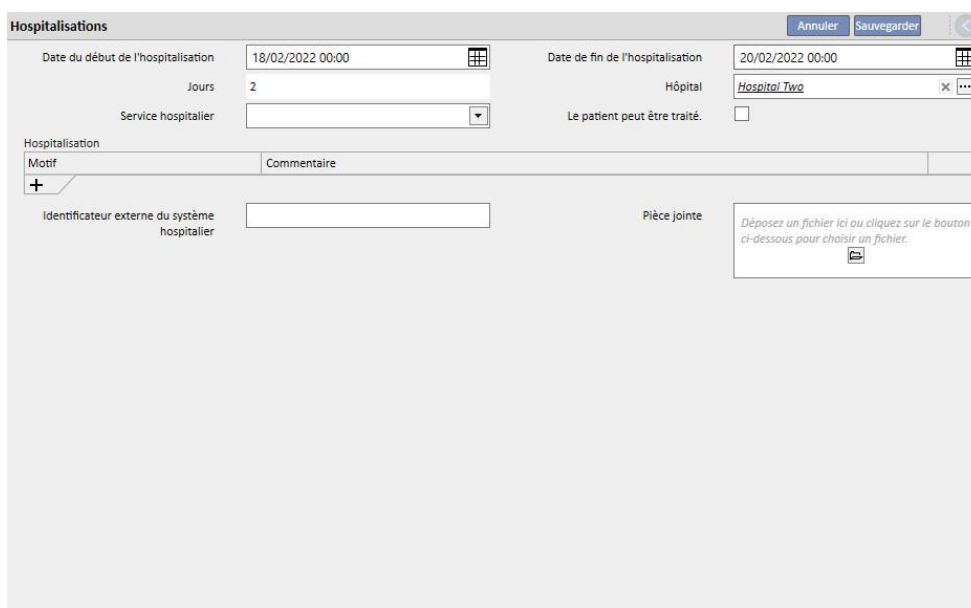 Hospitalisations
Annuler
Sauvegarder
Date du début de l'hospitalisation
18/02/2022 00:00
Date de fin de l'hospitalisation
20/02/2022 00:00
Jours
2
Hôpital
Hospital Two
Service hospitalier
Le patient peut être traité.
Hospitalisation
Motif
Commentaire
+
Identificateur externe du système
hospitalier
Pièce jointe
Déposez un fichier ici ou cliquez sur le bouton
ci-dessous pour choisir un fichier.